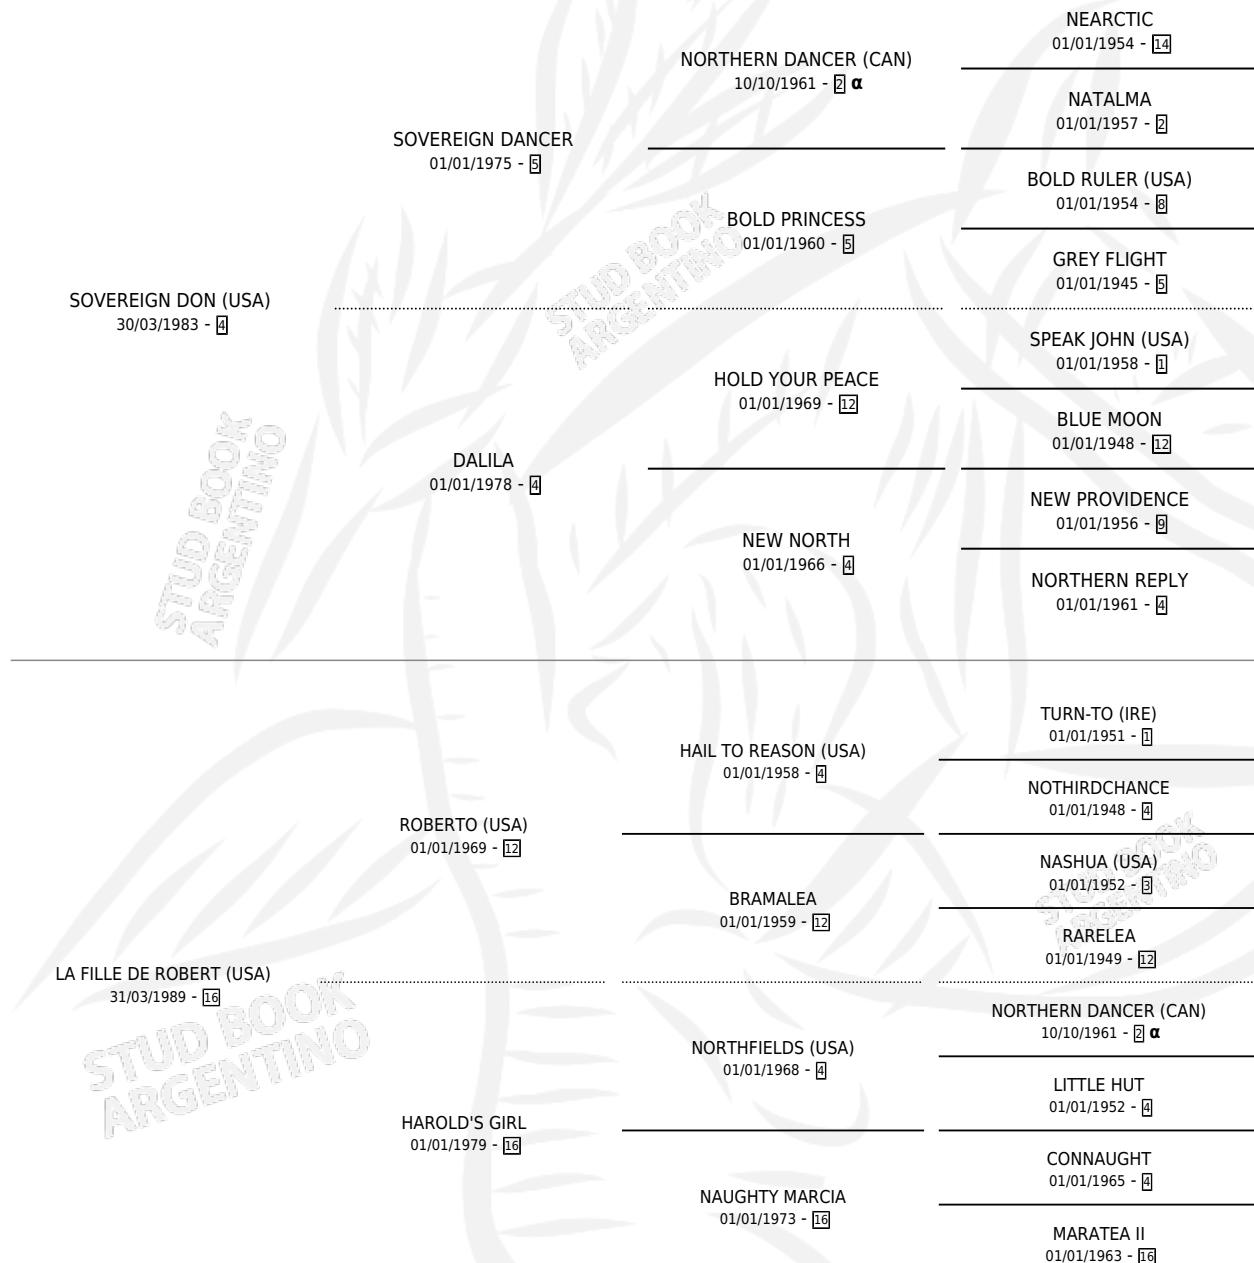 NEARCTIC
01/01/1954 - 14
NORTHERN DANCER (CAN)
10/10/1961 - 2 α
NATALMA
01/01/1957 - 2
SOVEREIGN DANCER
01/01/1975 - 5
BOLD RULER (USA)
01/01/1954 - 8
BOLD PRINCESS
01/01/1960 - 5
GREY FLIGHT
01/01/1945 - 5
SOVEREIGN DON (USA)
30/03/1983 - 4
SPEAK JOHN (USA)
01/01/1958 - 1
HOLD YOUR PEACE
01/01/1969 - 12
BLUE MOON
01/01/1948 - 12
DALILA
01/01/1978 - 4
NEW PROVIDENCE
01/01/1956 - 9
NEW NORTH
01/01/1966 - 4
NORTHERN REPLY
01/01/1961 - 4
TURN-TO (IRE)
01/01/1951 - 1
HAIL TO REASON (USA)
01/01/1958 - 4
NOTHIRDCHANCE
01/01/1948 - 4
ROBERTO (USA)
01/01/1969 - 12
NASHUA (USA)
01/01/1952 - 3
BRAMALEA
01/01/1959 - 12
RARELEA
01/01/1949 - 12
LA FILLE DE ROBERT (USA)
31/03/1989 - 16
NORTHERN DANCER (CAN)
10/10/1961 - 2 α
NORTHFIELDS (USA)
01/01/1968 - 4
LITTLE HUT
01/01/1952 - 4
HAROLD'S GIRL
01/01/1979 - 16
CONNAUGHT
01/01/1965 - 4
NAUGHTY MARCIA
01/01/1973 - 16
MARATEA II
01/01/1963 - 16
STUD BOOK
ARGENTINO
STUD BOOK
ARGENTINO
STUD BOOK
ARGENTINO
STUD BOOK
ARGENTINO